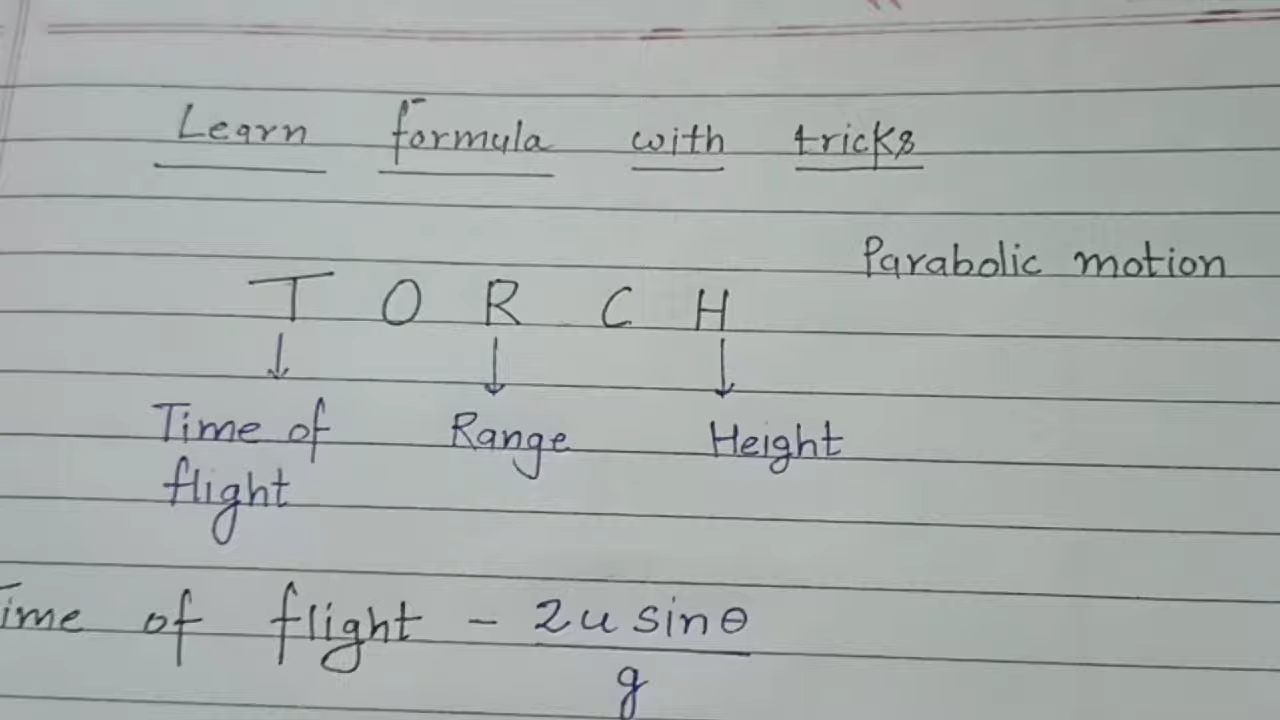 Learn formula with tricks
Parabolic motion
T O R C H
↓ ↓ ↓
Time of Range Height
flight
ime of flight - 2u sinθ
g